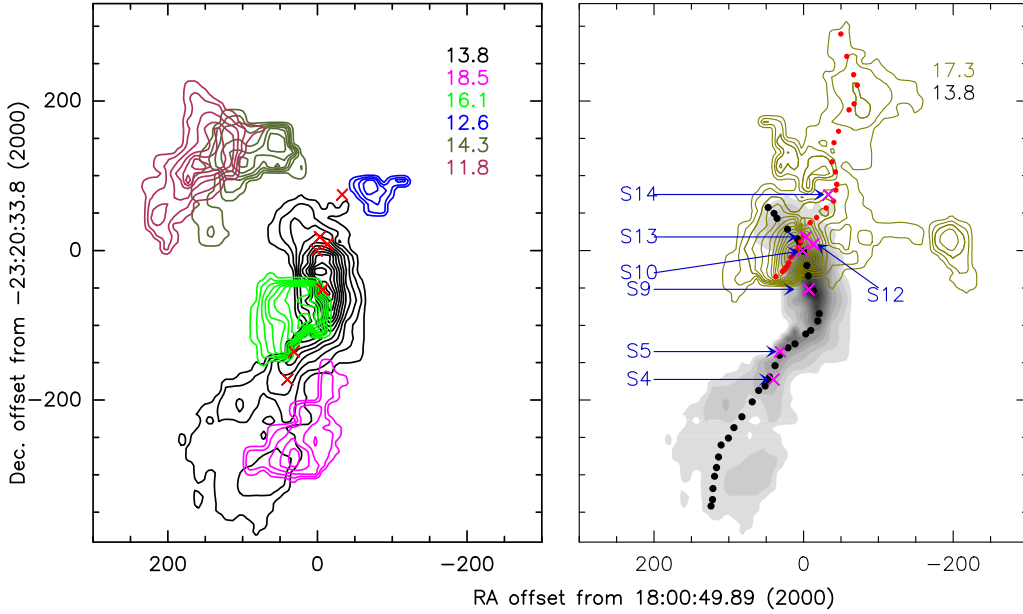 13.8
18.5
16.1
12.6
14.3
11.8
200
0
−200
200
0
−200
Dec. offset from −23:20:33.8 (2000)
17.3
13.8
S14
S13
S10
S9
S12
S5
S4
200
0
−200
RA offset from 18:00:49.89 (2000)